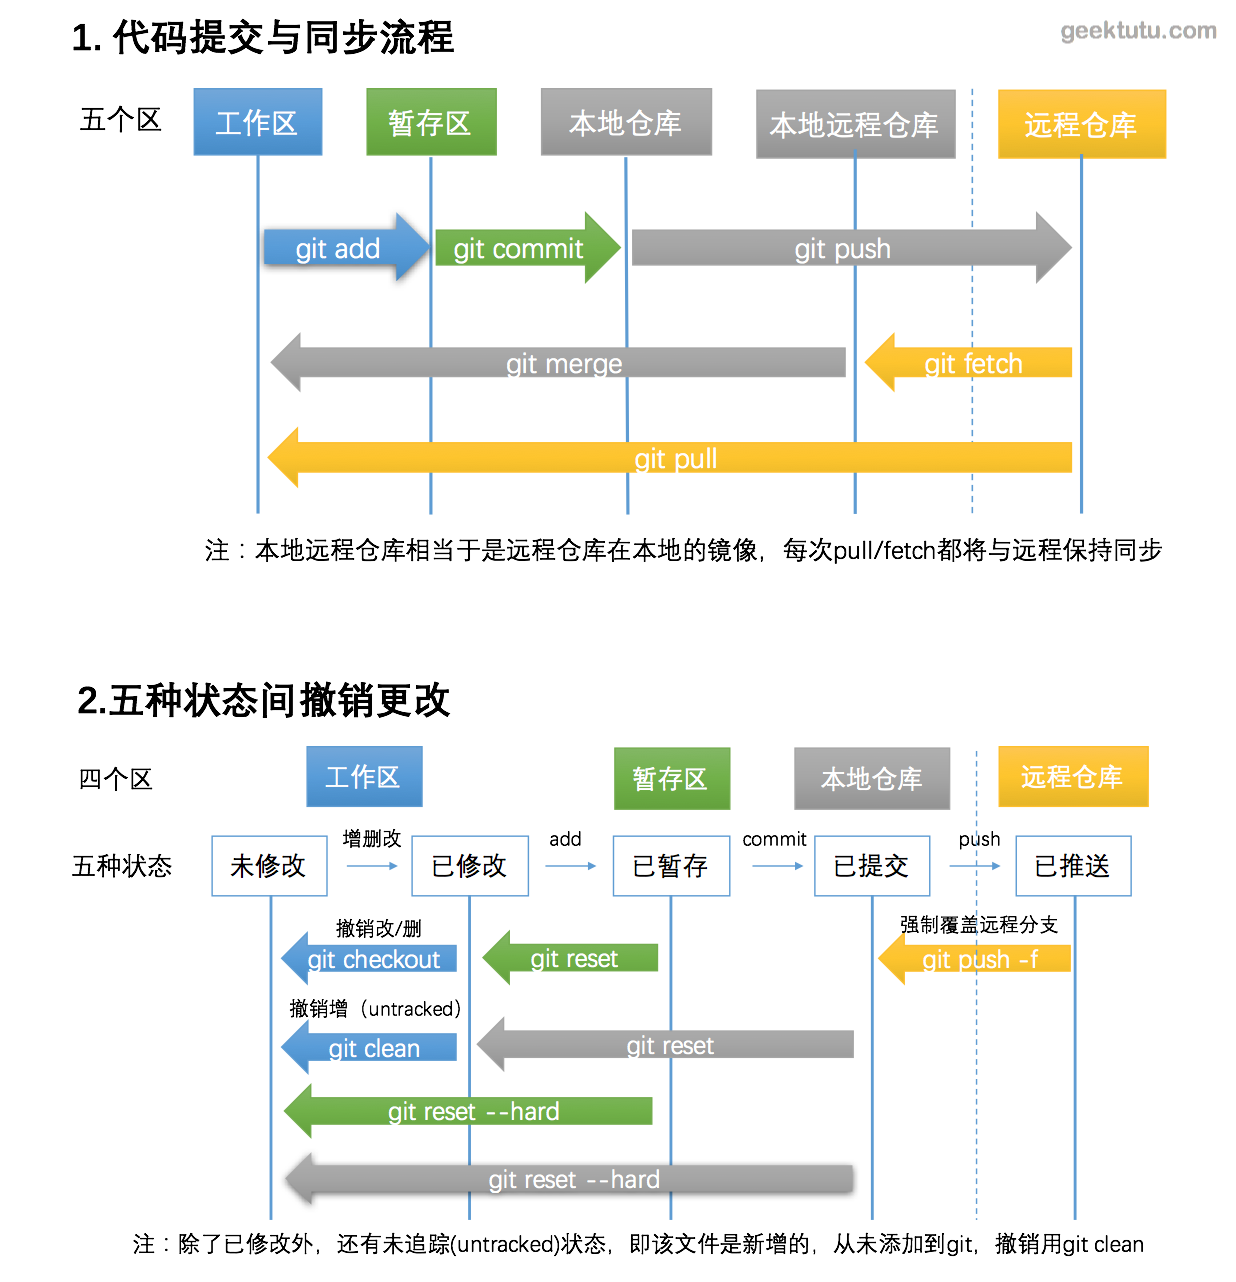 1. 代码提交与同步流程
geektutu.com
五个区
工作区
暂存区
本地仓库
本地远程仓库
远程仓库
git add
git commit
git push
git merge
git fetch
git pull
注：本地远程仓库相当于是远程仓库在本地的镜像，每次pull/fetch都将与远程保持同步
2.五种状态间撤销更改
四个区
工作区
暂存区
本地仓库
远程仓库
五种状态
未修改
增删改
已修改
add
已暂存
commit
已提交
push
已推送
撤销改/删
git checkout
git reset
强制覆盖远程分支
git push -f
撤销增（untracked）
git clean
git reset
git reset --hard
git reset --hard
注：除了已修改外，还有未追踪(untracked)状态，即该文件是新增的，从未添加到git，撤销用git clean